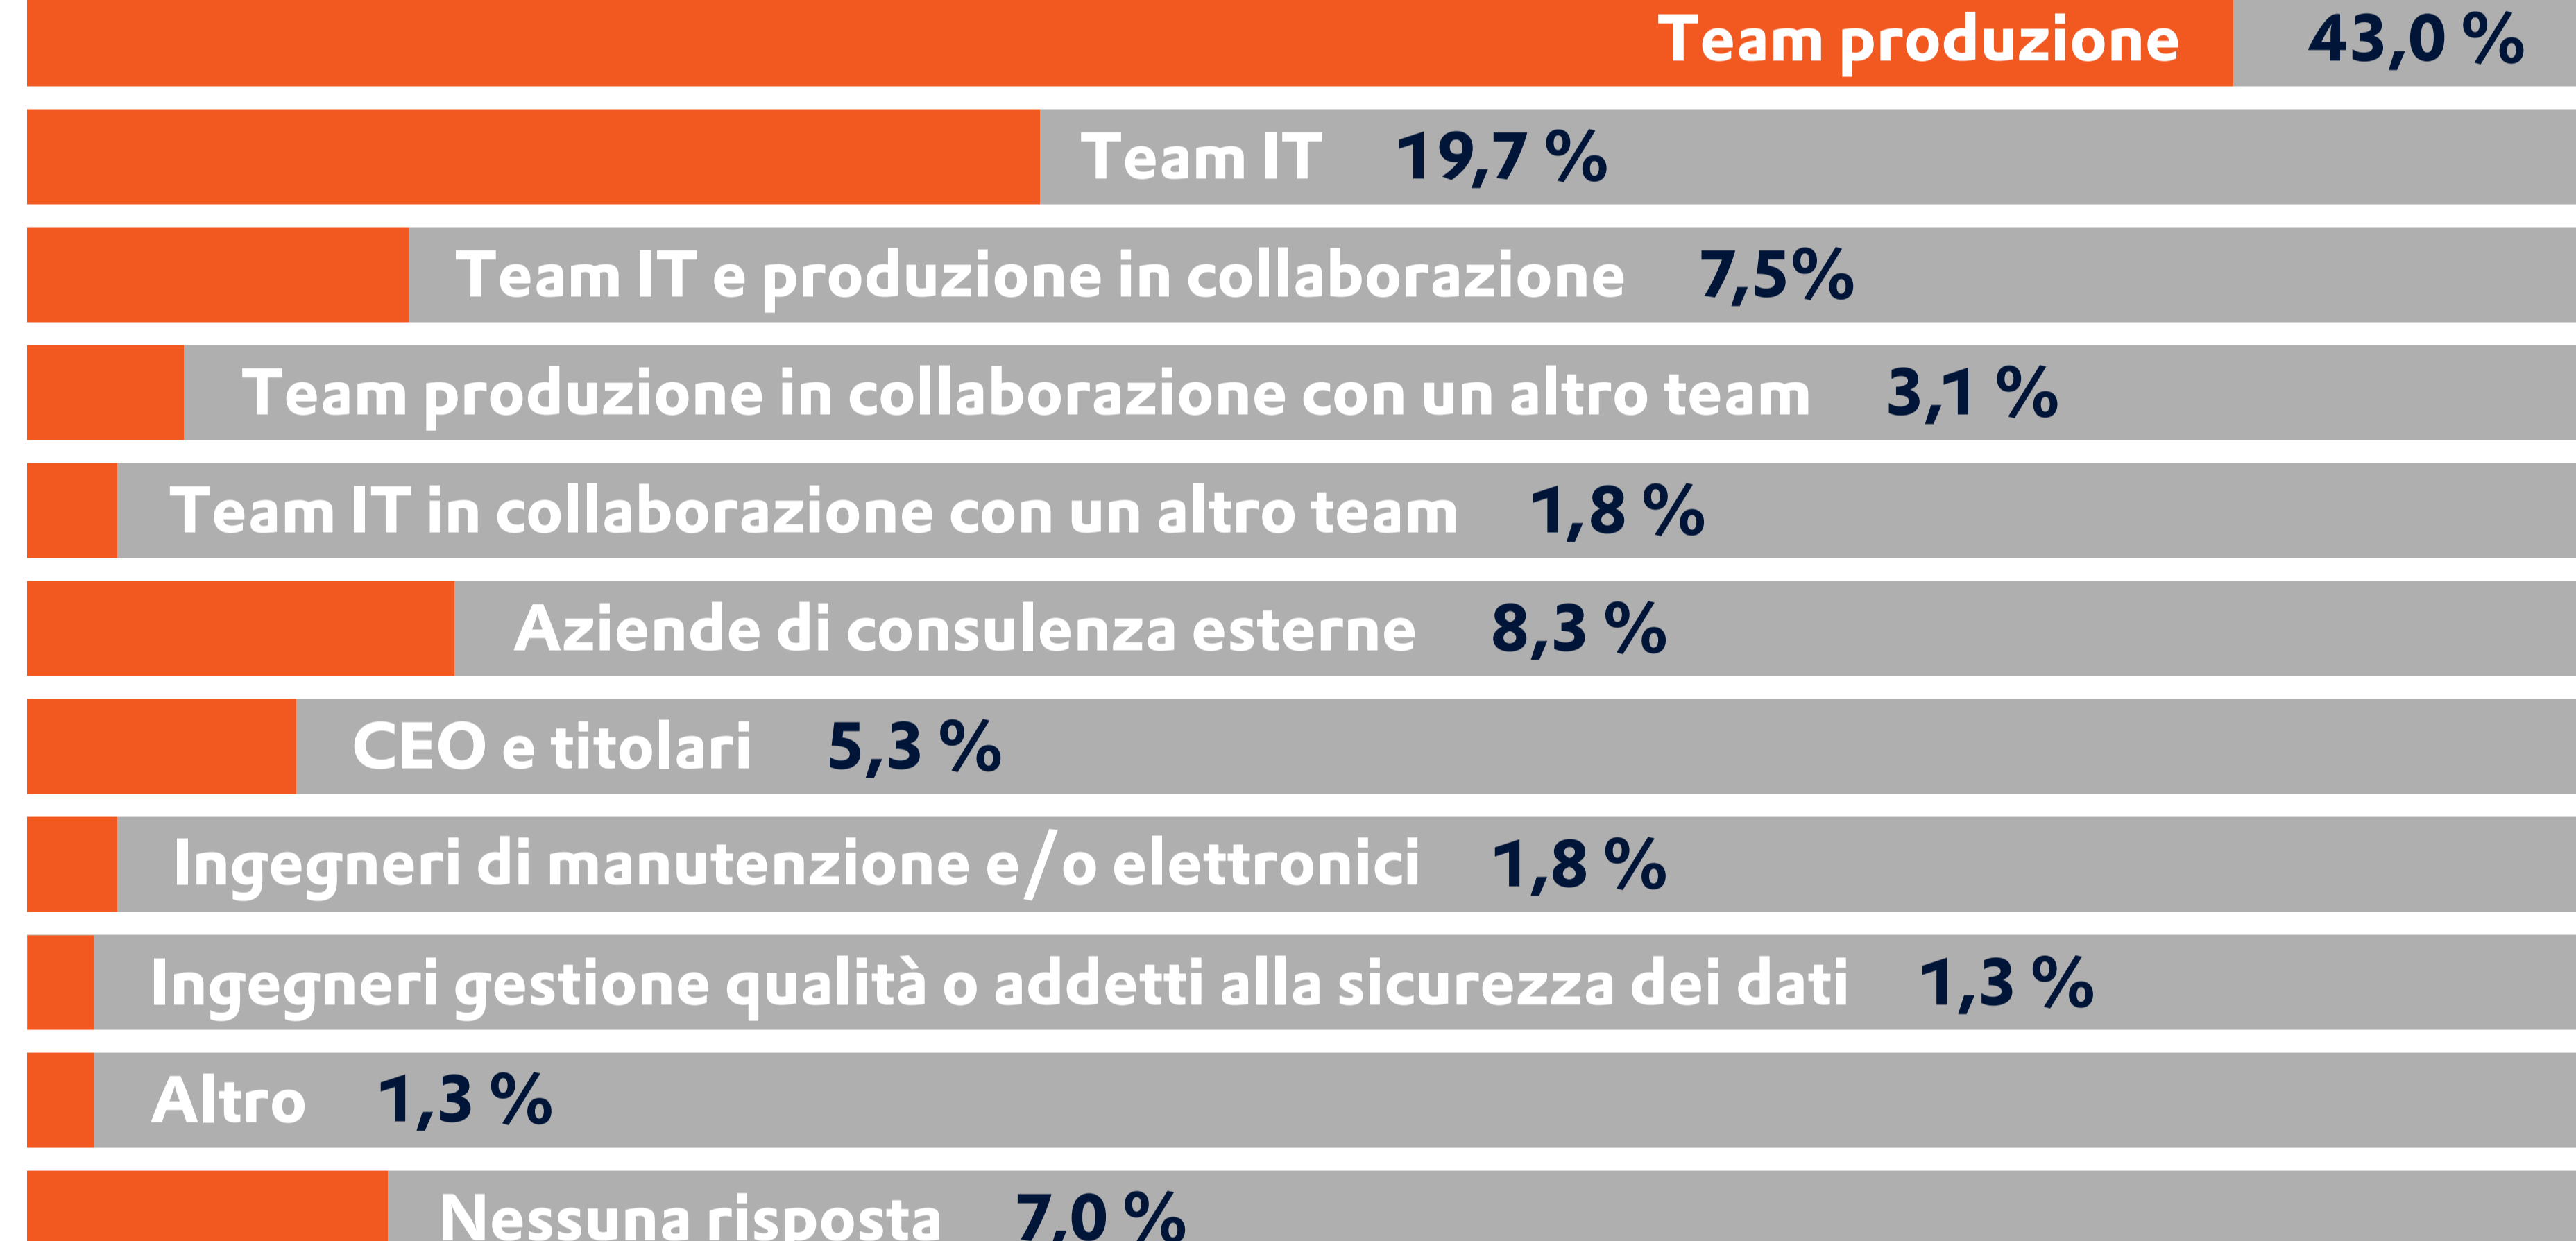 Team produzione 43,0 %
Team IT 19,7 %
Team IT e produzione in collaborazione 7,5%
Team produzione in collaborazione con un altro team 3,1 %
Team IT in collaborazione con un altro team 1,8 %
Aziende di consulenza esterne 8,3 %
CEO e titolari 5,3 %
Ingegneri di manutenzione e/o elettronici 1,8 %
Ingegneri gestione qualità o addetti alla sicurezza dei dati 1,3 %
Altro 1,3 %
Nessuna risposta 7,0 %